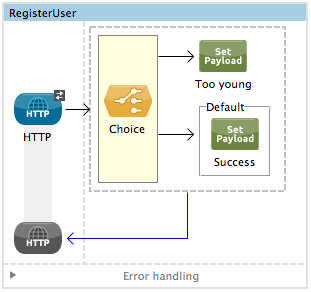 RegisterUser
HTTP
HTTP
Choice
Set
Payload
Too young
Default
Set
Payload
Success
HTTP
Error handling